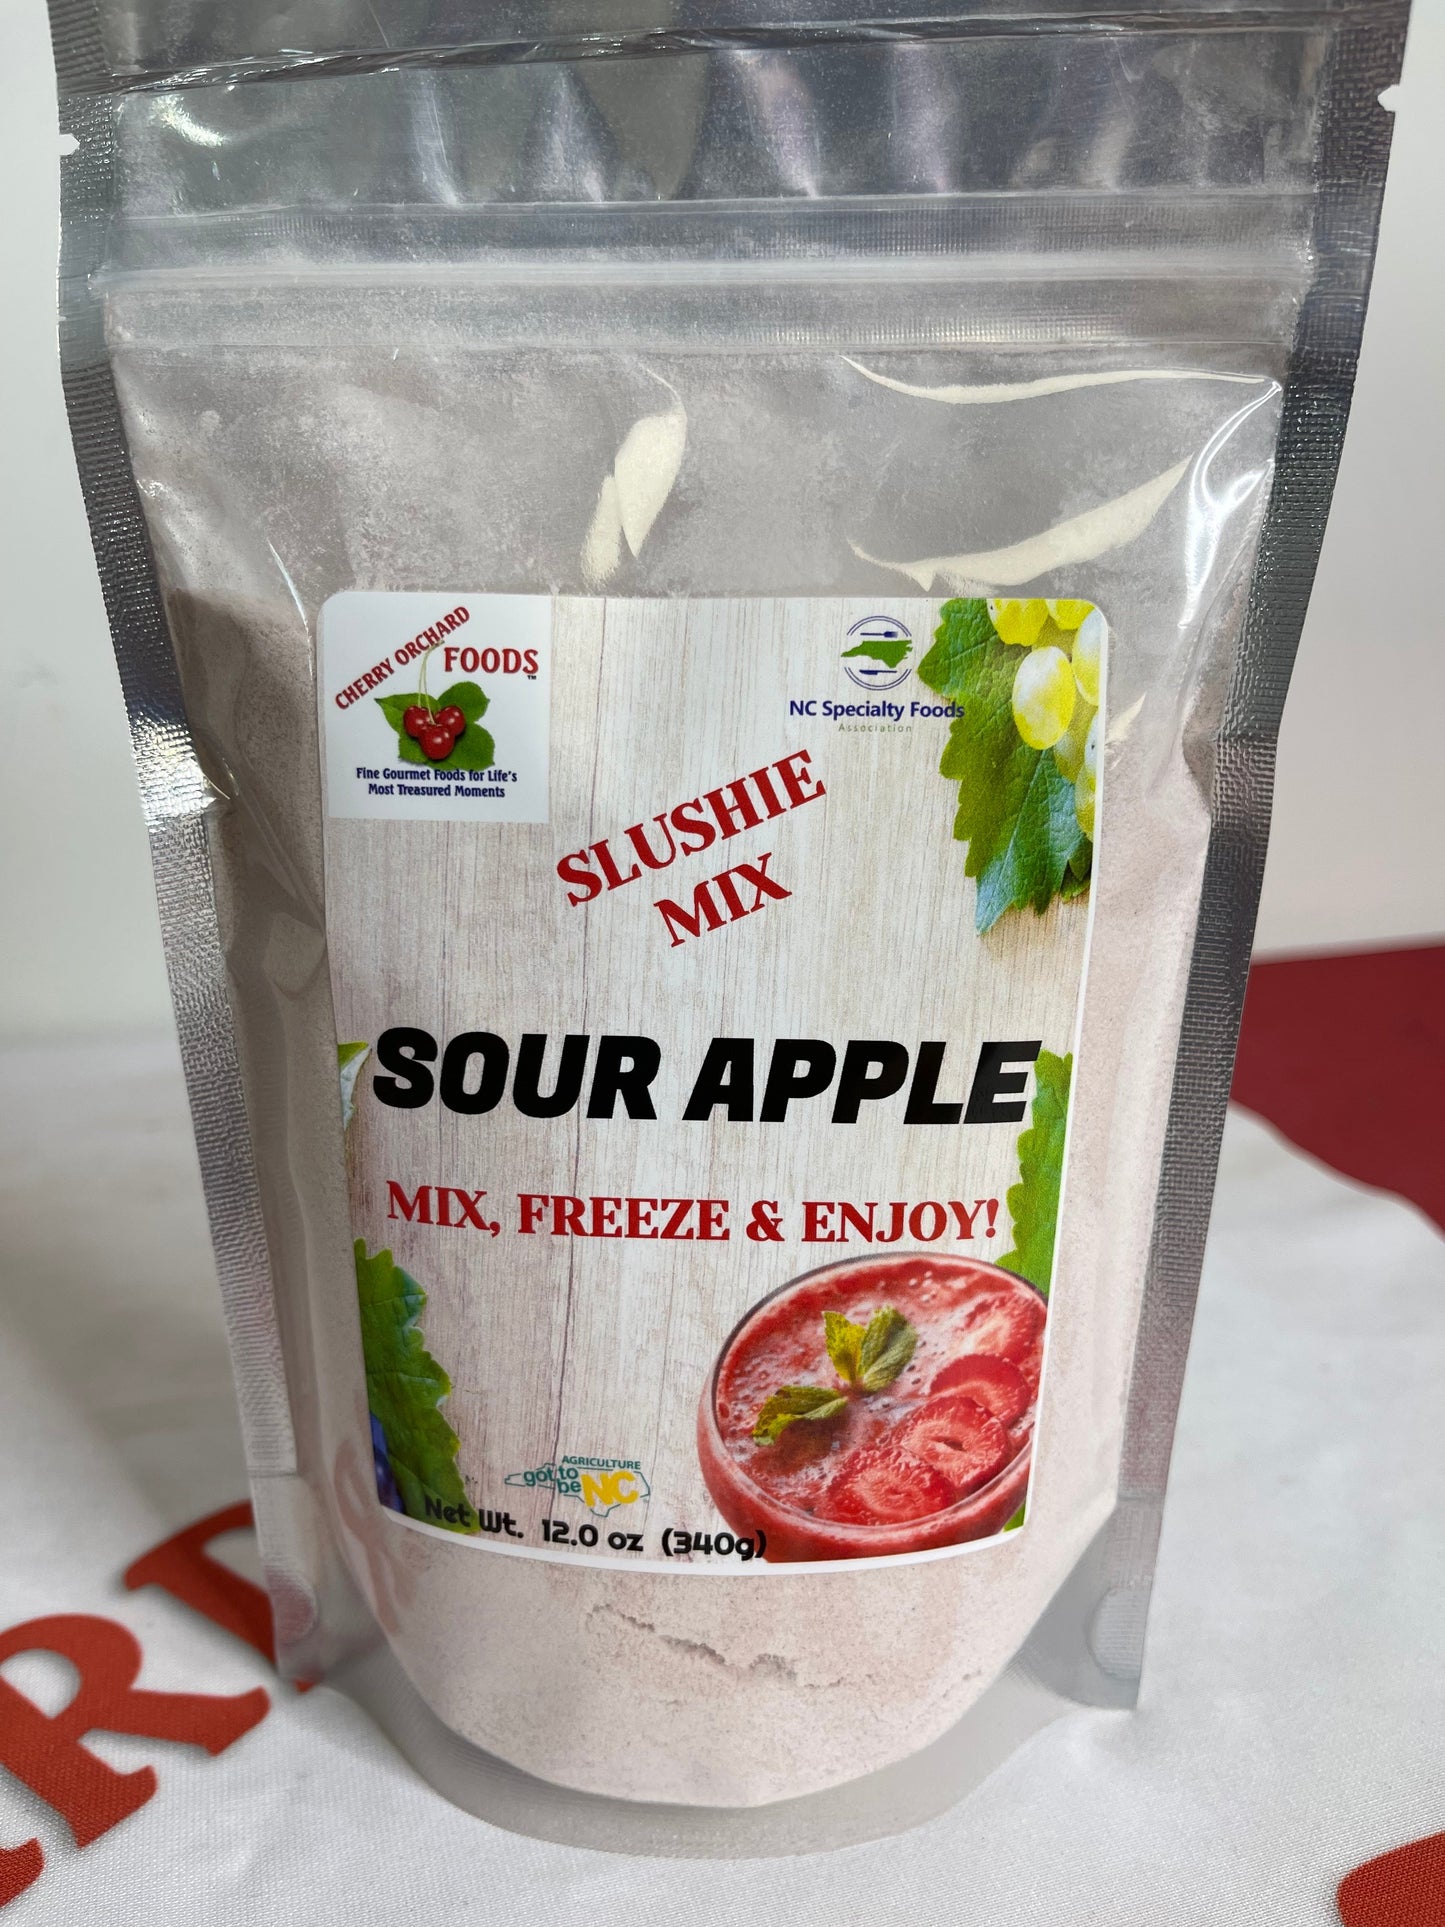 CHERRY ORCHARD
FOODS™
Fine Gourmet Foods for Life's
Most Treasured Moments
NC Specialty Foods
Association
SLUSHIE
MIX
SOUR APPLE
MIX, FREEZE & ENJOY!
AGRICULTURE
got to
be NC
Net Wt. 12.0 oz (340g)